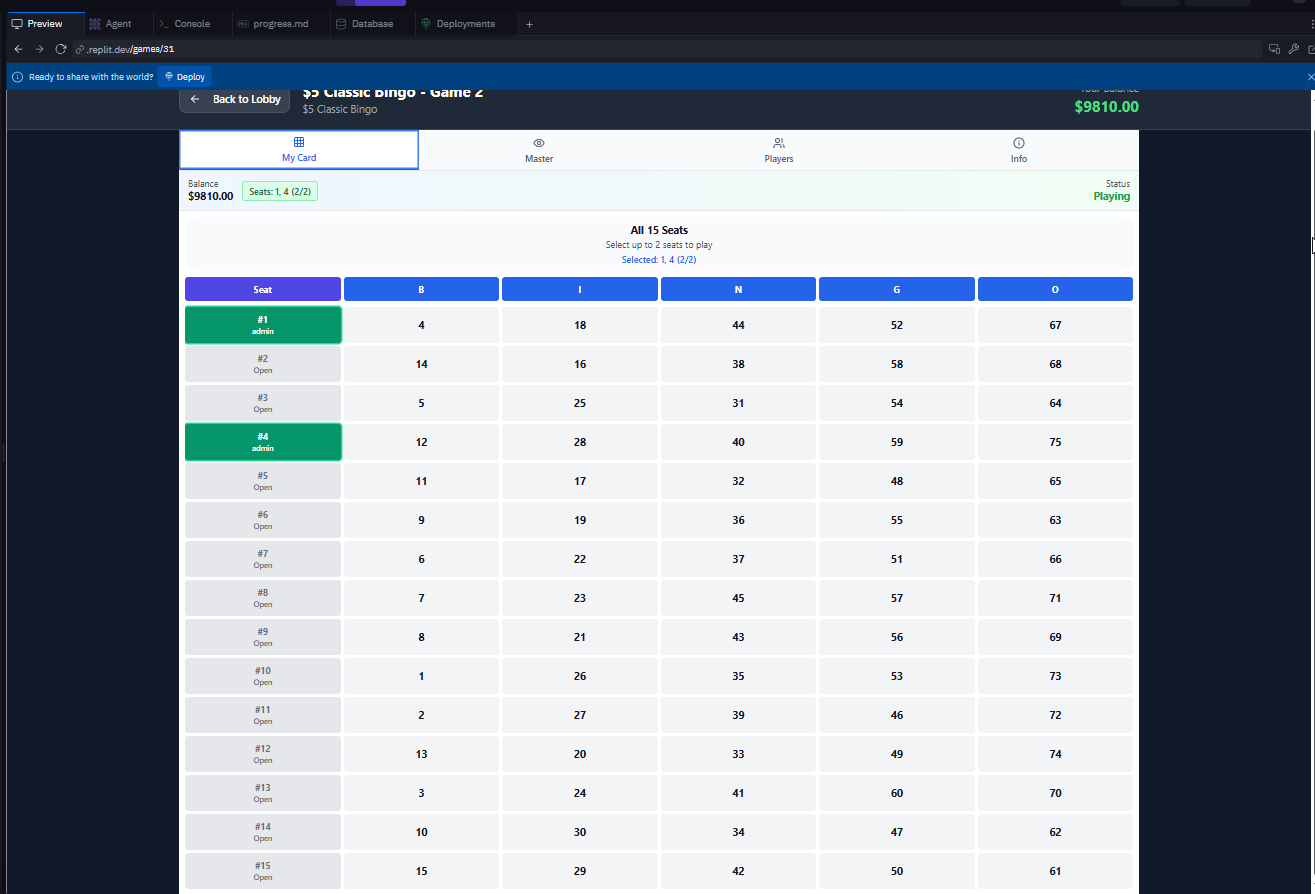 Preview Agent Console progress.md Database Deployments +
.replit.dev/games/31
Ready to share with the world? Deploy
Back to Lobby
$5 Classic Bingo - Game 2
$5 Classic Bingo
Your Balance
$9810.00
My Card Master Players Info
Balance
$9810.00
Seats: 1, 4 (2/2)
Status
Playing
All 15 Seats
Select up to 2 seats to play
Selected: 1, 4 (2/2)
Seat B I N G O
#1
admin
4 18 44 52 67
#2
Open
14 16 38 58 68
#3
Open
5 25 31 54 64
#4
admin
12 28 40 59 75
#5
Open
11 17 32 48 65
#6
Open
9 19 36 55 63
#7
Open
6 22 37 51 66
#8
Open
7 23 45 57 71
#9
Open
8 21 43 56 69
#10
Open
1 26 35 53 73
#11
Open
2 27 39 46 72
#12
Open
13 20 33 49 74
#13
Open
3 24 41 60 70
#14
Open
10 30 34 47 62
#15
Open
15 29 42 50 61